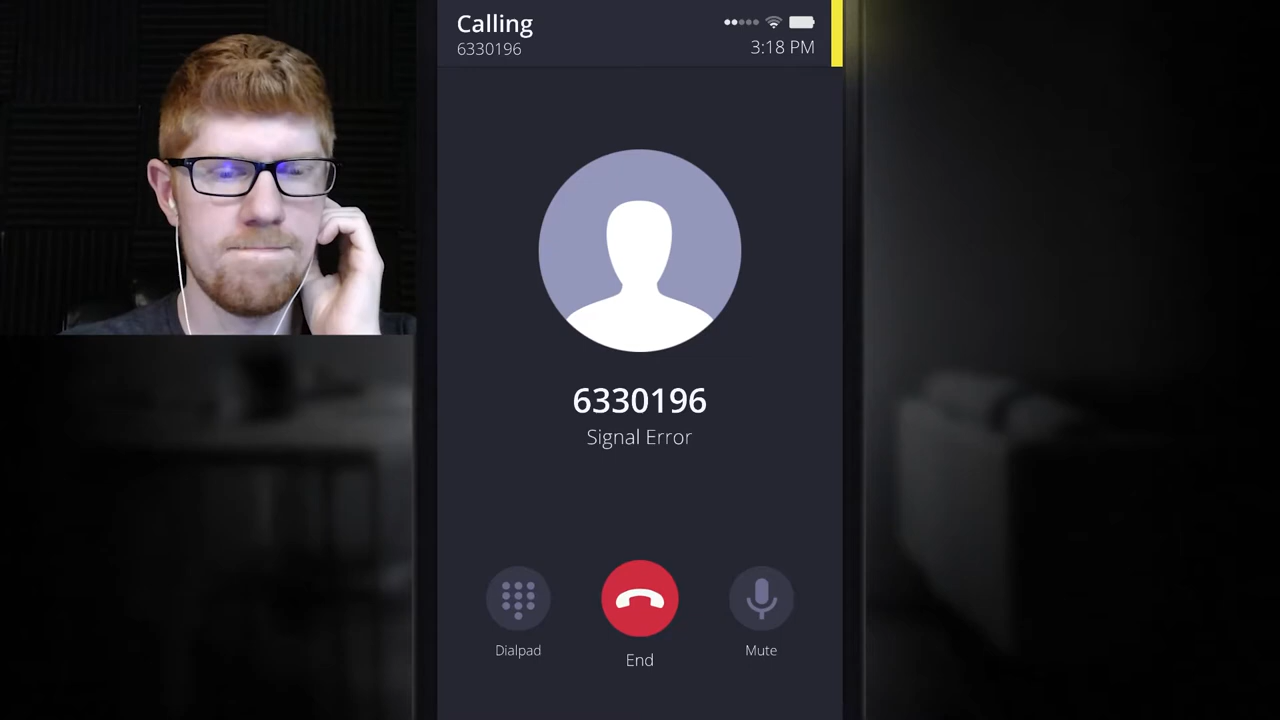 Calling
6330196
3:18 PM
6330196
Signal Error
Dialpad
End
Mute